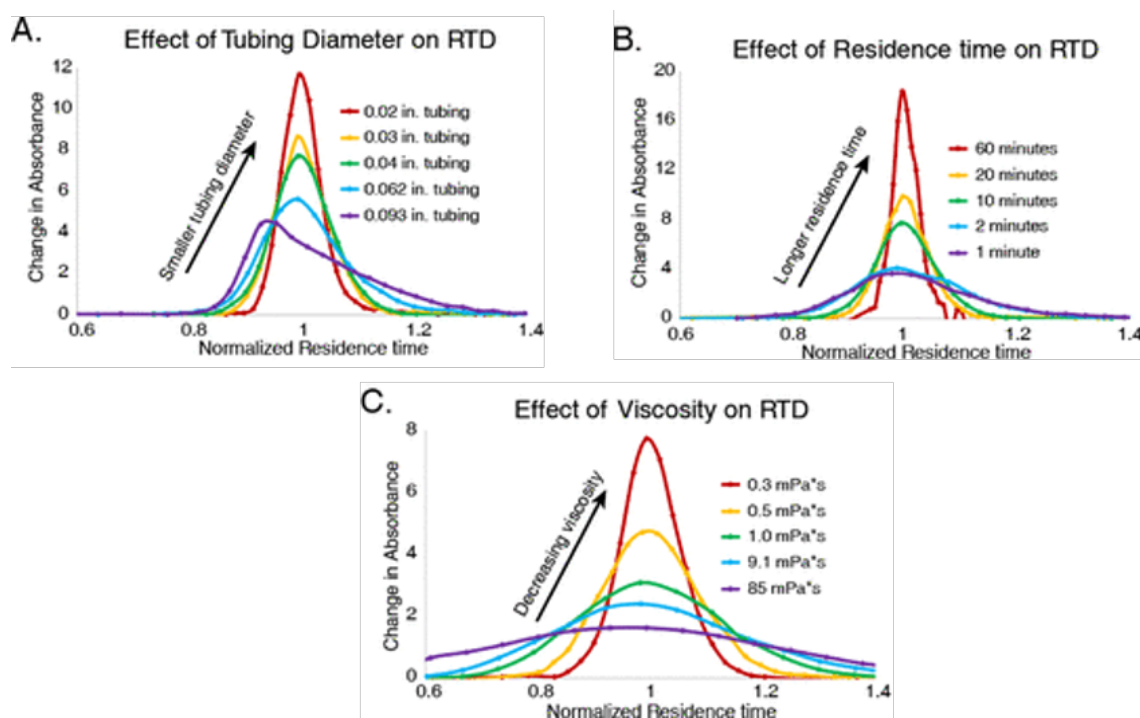 A.
Effect of Tubing Diameter on RTD
Change in Absorbance
12
10
8
6
4
2
0
Smaller tubing diameter
0.02 in. tubing
0.03 in. tubing
0.04 in. tubing
0.062 in. tubing
0.093 in. tubing
0.6 0.8 1 1.2 1.4
Normalized Residence time
B.
Effect of Residence time on RTD
Change in Absorbance
20
16
12
8
4
0
Longer residence time
60 minutes
20 minutes
10 minutes
2 minutes
1 minute
0.6 0.8 1 1.2 1.4
Normalized Residence time
C.
Effect of Viscosity on RTD
Change in Absorbance
8
6
4
2
0
Decreasing viscosity
0.3 mPa*s
0.5 mPa*s
1.0 mPa*s
9.1 mPa*s
85 mPa*s
0.6 0.8 1 1.2 1.4
Normalized Residence time